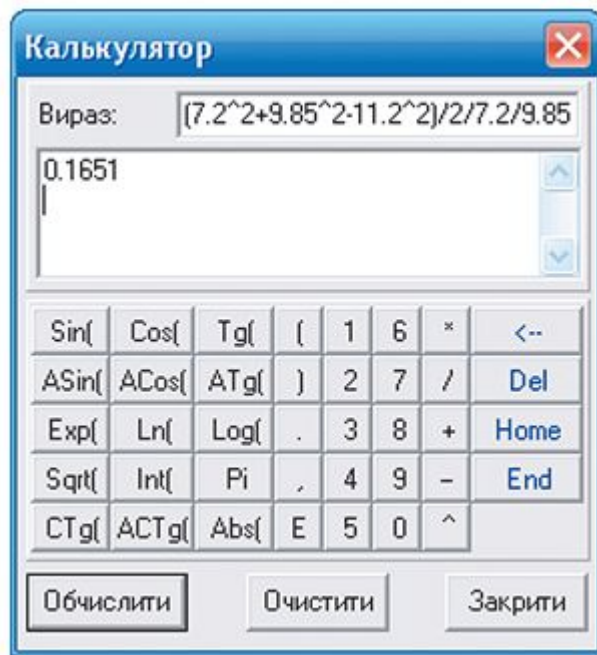 Калькулятор
Вираз: (7.2^2+9.85^2-11.2^2)/2/7.2/9.85
0.1651
Sin( Cos( Tg( ( 1 6 * <--
ASin( ACos( ATg( ) 2 7 / Del
Exp( Ln( Log( . 3 8 + Home
Sqrt( Int( Pi , 4 9 - End
CTg( ACTg( Abs( E 5 0 ^
Обчислити Очистити Закрити